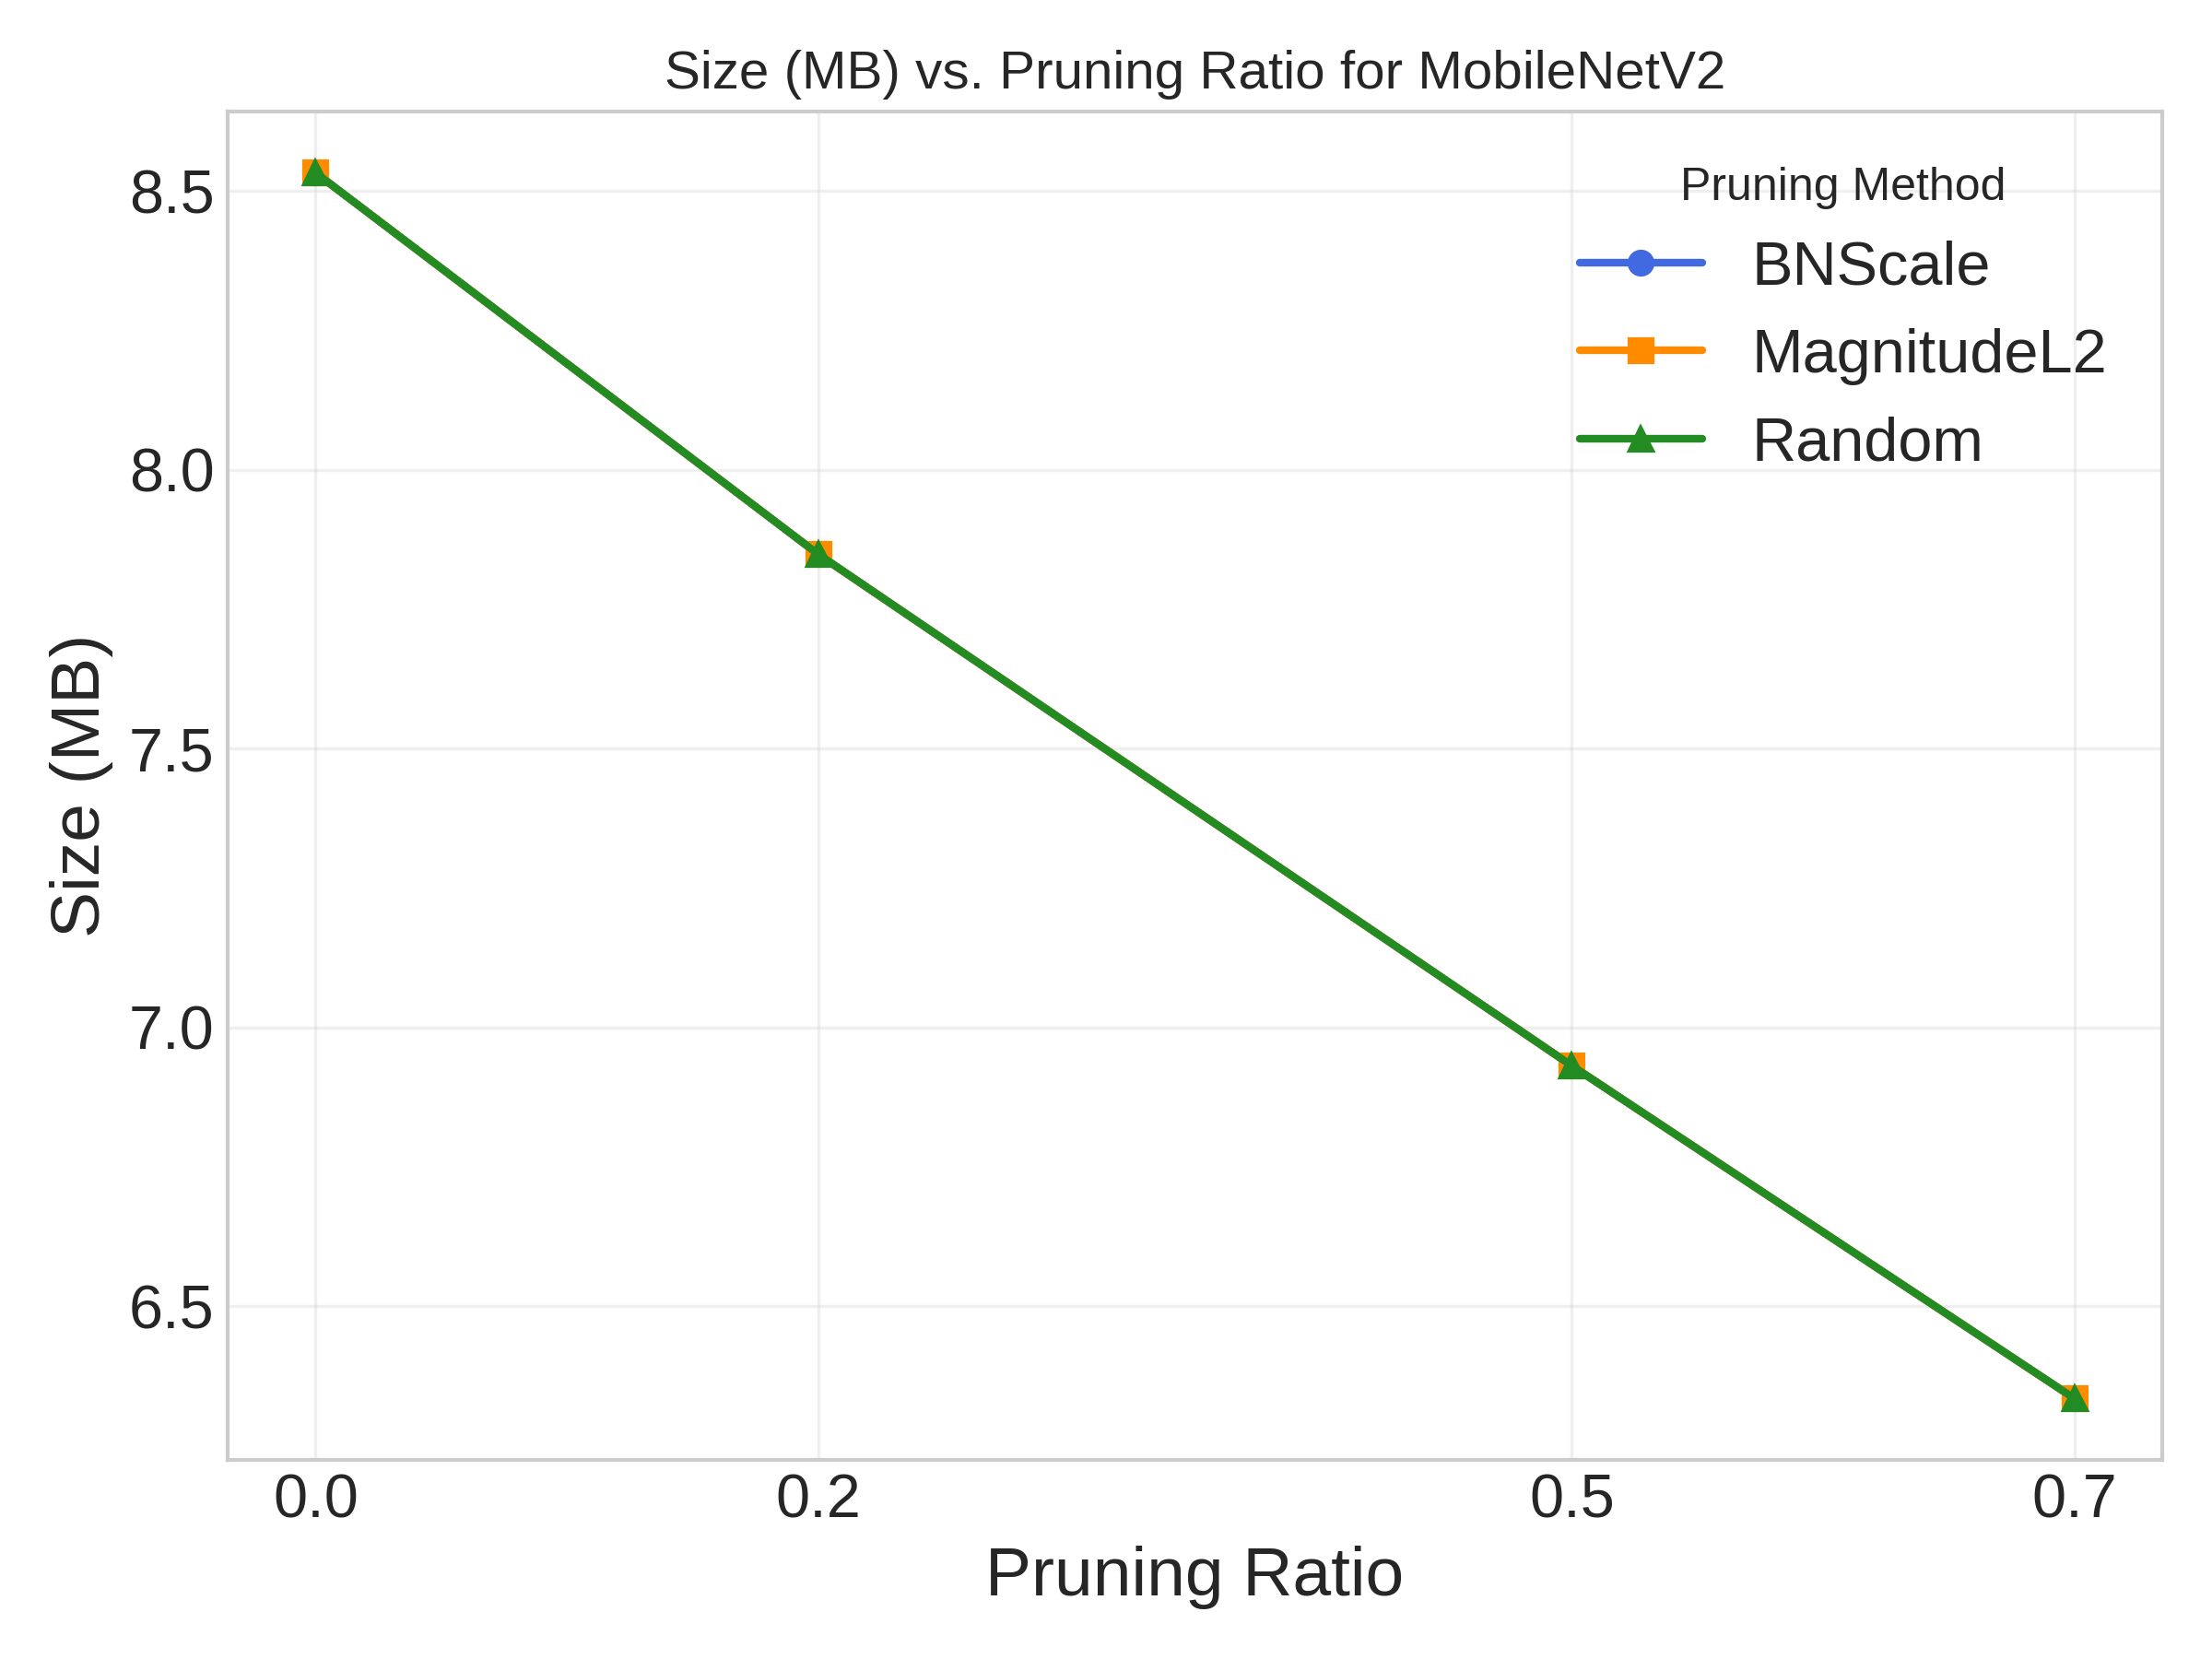 Size (MB) vs. Pruning Ratio for MobileNetV2
Pruning Method
BNScale
MagnitudeL2
Random
Size (MB)
8.5
8.0
7.5
7.0
6.5
0.0 0.2 0.5 0.7
Pruning Ratio